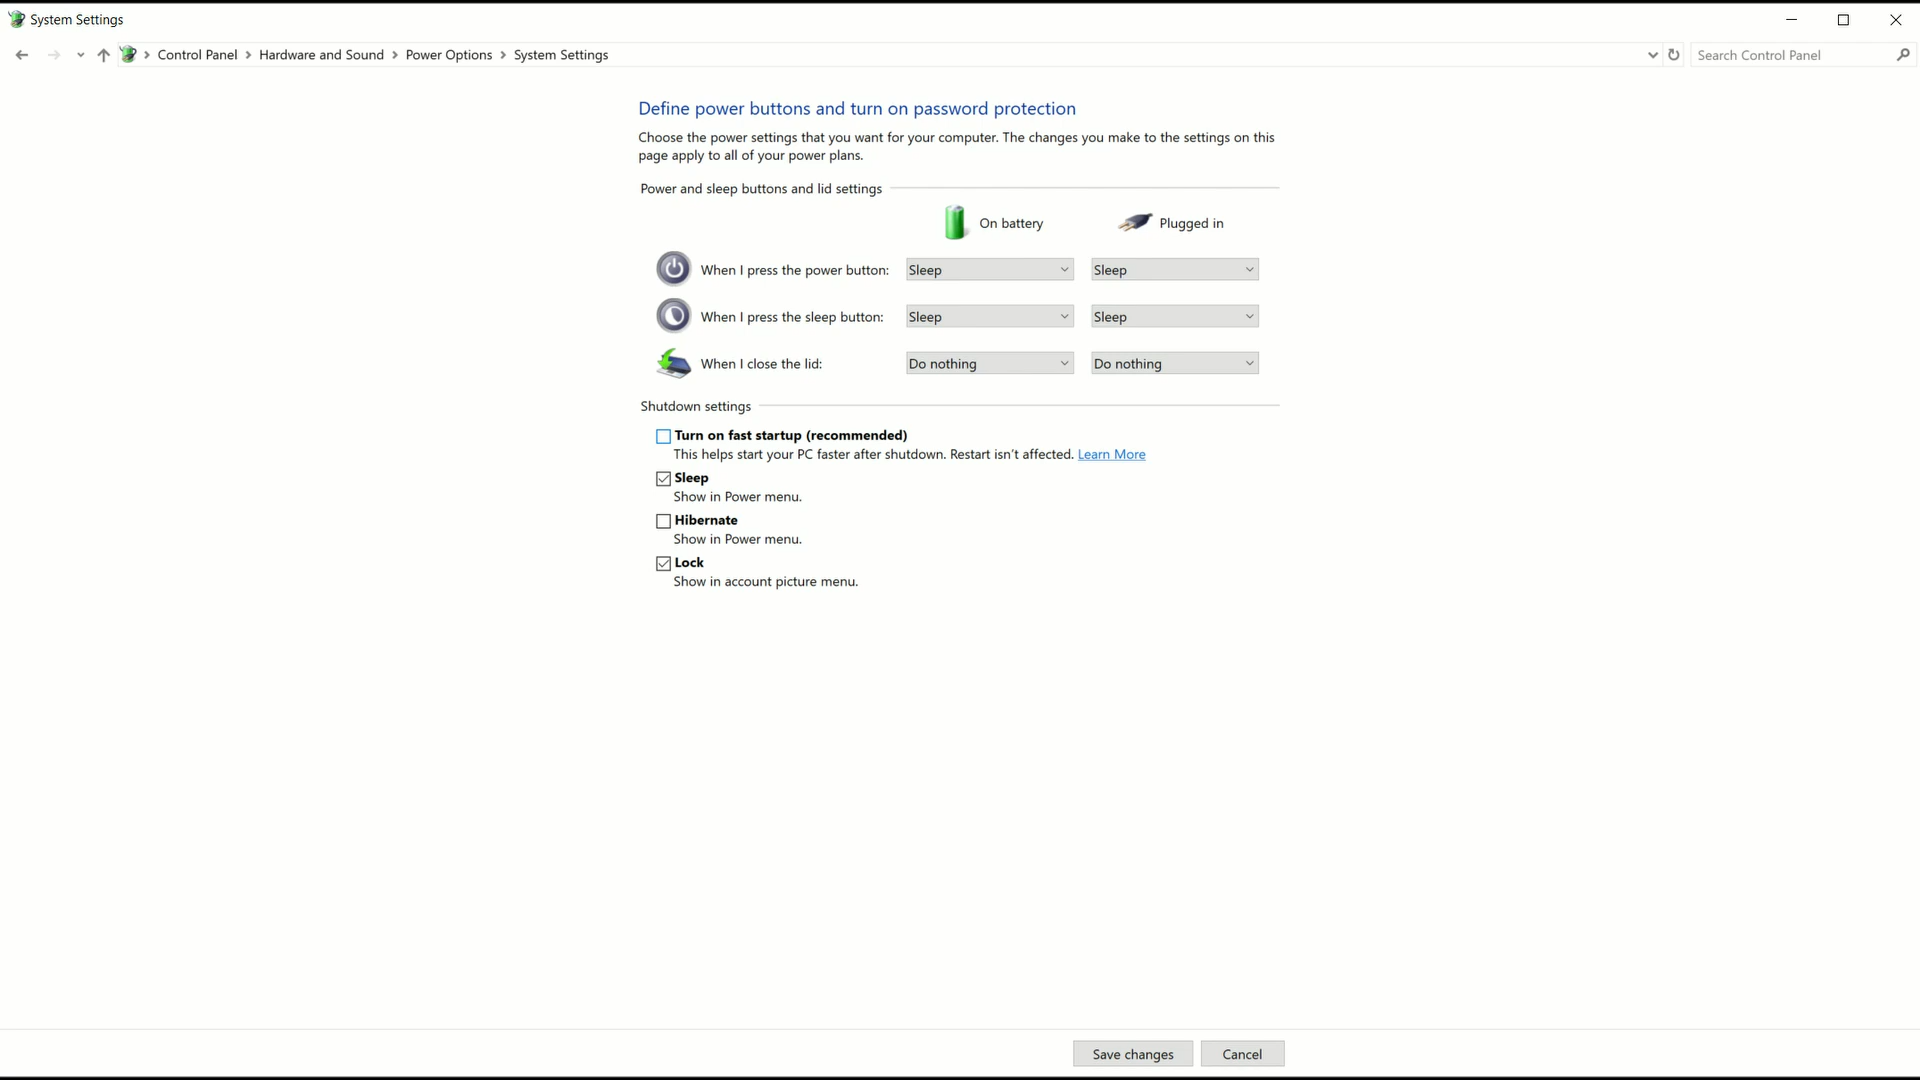 System Settings
Control Panel > Hardware and Sound > Power Options > System Settings
Search Control Panel
Define power buttons and turn on password protection
Choose the power settings that you want for your computer. The changes you make to the settings on this
page apply to all of your power plans.
Power and sleep buttons and lid settings
On battery
Plugged in
When I press the power button: Sleep Sleep
When I press the sleep button: Sleep Sleep
When I close the lid: Do nothing Do nothing
Shutdown settings
Turn on fast startup (recommended)
This helps start your PC faster after shutdown. Restart isn't affected. Learn More
Sleep
Show in Power menu.
Hibernate
Show in Power menu.
Lock
Show in account picture menu.
Save changes
Cancel